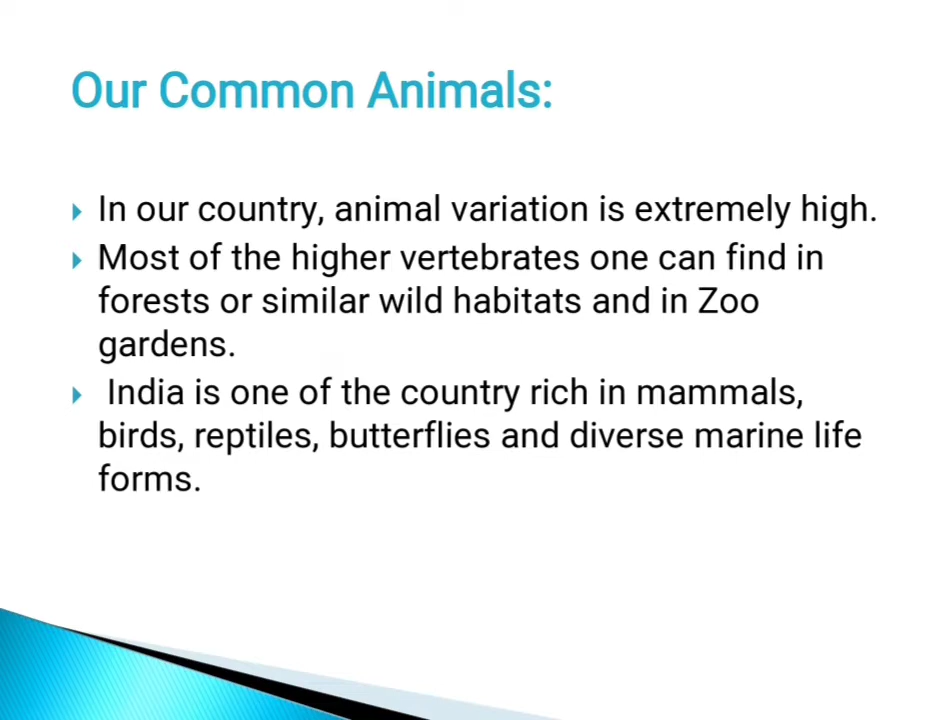 Our Common Animals:
In our country, animal variation is extremely high.
Most of the higher vertebrates one can find in
forests or similar wild habitats and in Zoo
gardens.
India is one of the country rich in mammals,
birds, reptiles, butterflies and diverse marine life
forms.